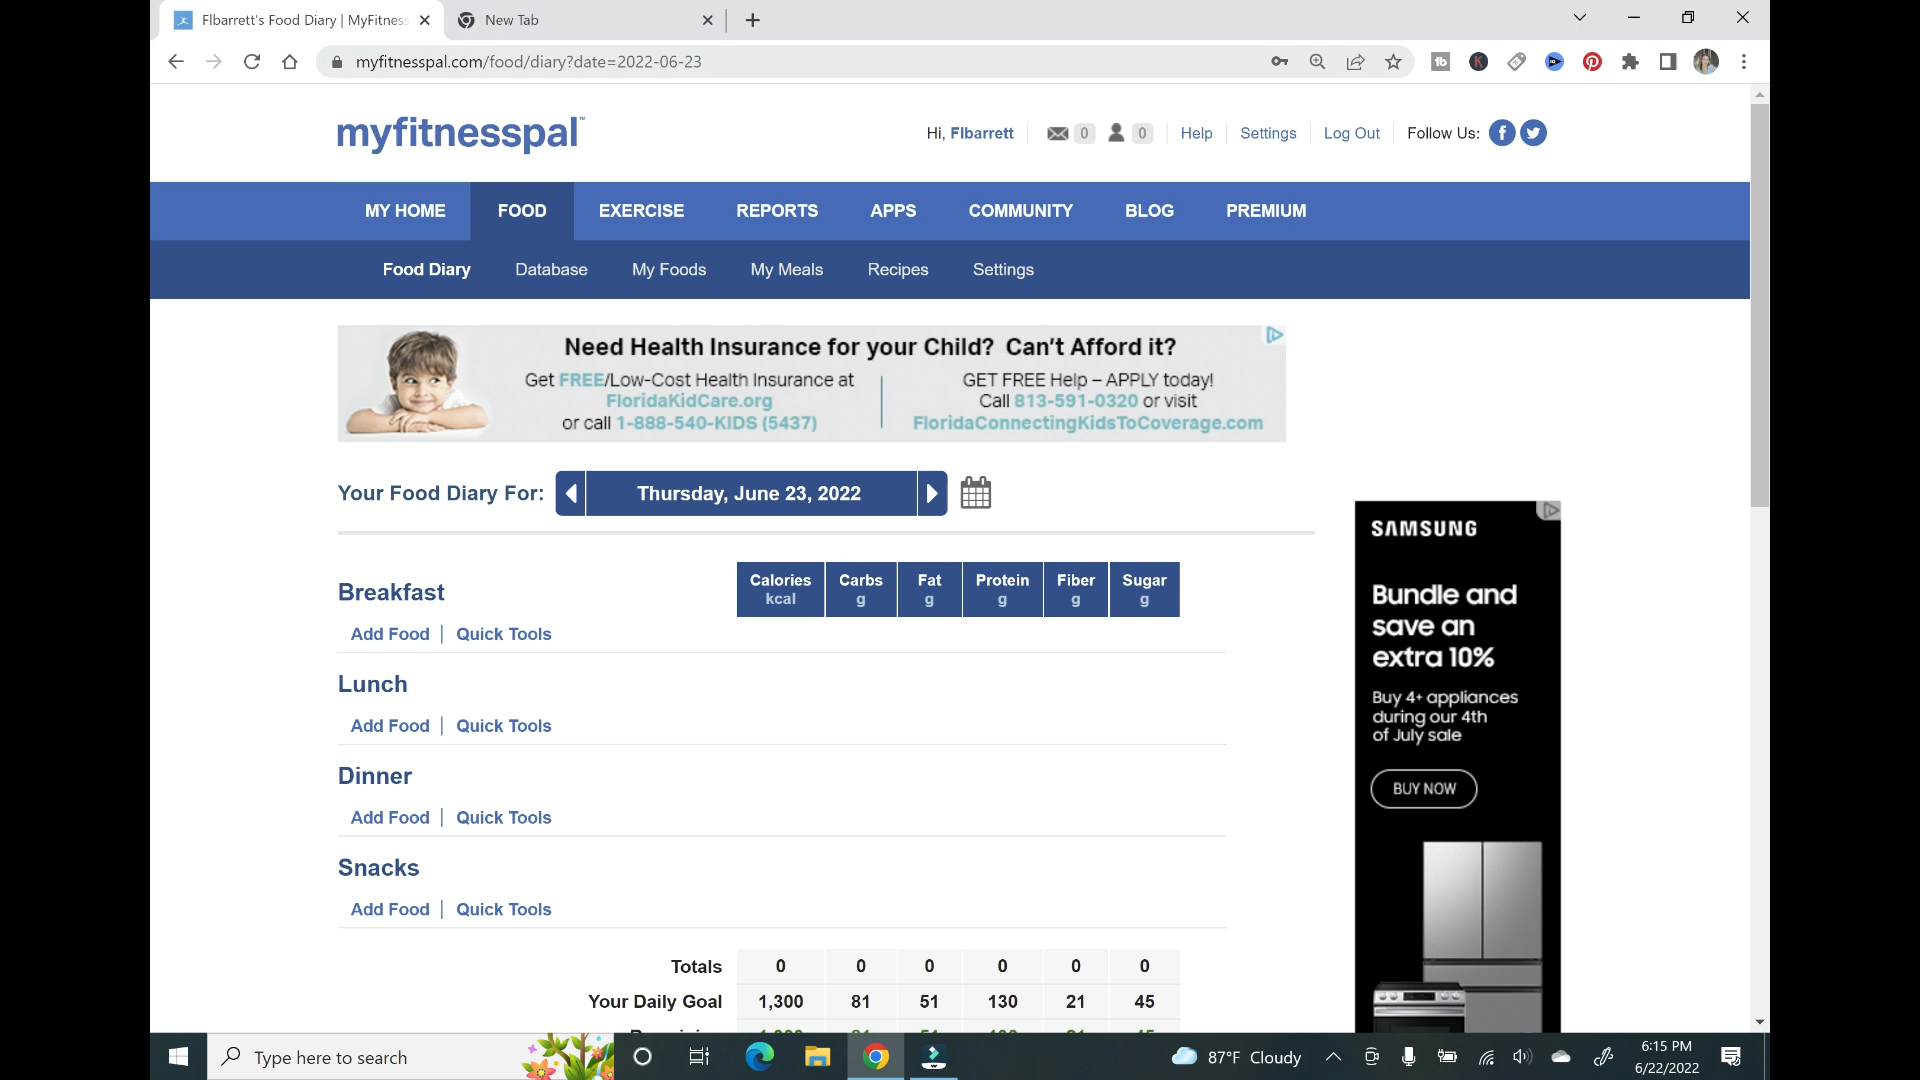 Flbarrett's Food Diary | MyFitness
New Tab
myfitnesspal.com/food/diary?date=2022-06-23
myfitnesspal™
Hi, Flbarrett
0
0
Help
Settings
Log Out
Follow Us:
MY HOME
FOOD
EXERCISE
REPORTS
APPS
COMMUNITY
BLOG
PREMIUM
Food Diary
Database
My Foods
My Meals
Recipes
Settings
Need Health Insurance for your Child? Can't Afford it?
Get FREE/Low-Cost Health Insurance at
FloridaKidCare.org
or call 1-888-540-KIDS (5437)
GET FREE Help – APPLY today!
Call 813-591-0320 or visit
FloridaConnectingKidsToCoverage.com
Your Food Diary For:
Thursday, June 23, 2022
Calories Carbs Fat Protein Fiber Sugar
kcal g g g g g
Breakfast
Add Food | Quick Tools
Lunch
Add Food | Quick Tools
Dinner
Add Food | Quick Tools
Snacks
Add Food | Quick Tools
Totals 0 0 0 0 0 0
Your Daily Goal 1,300 81 51 130 21 45
SAMSUNG
Bundle and
save an
extra 10%
Buy 4+ appliances
during our 4th
of July sale
BUY NOW
Type here to search
87°F Cloudy
6:15 PM
6/22/2022